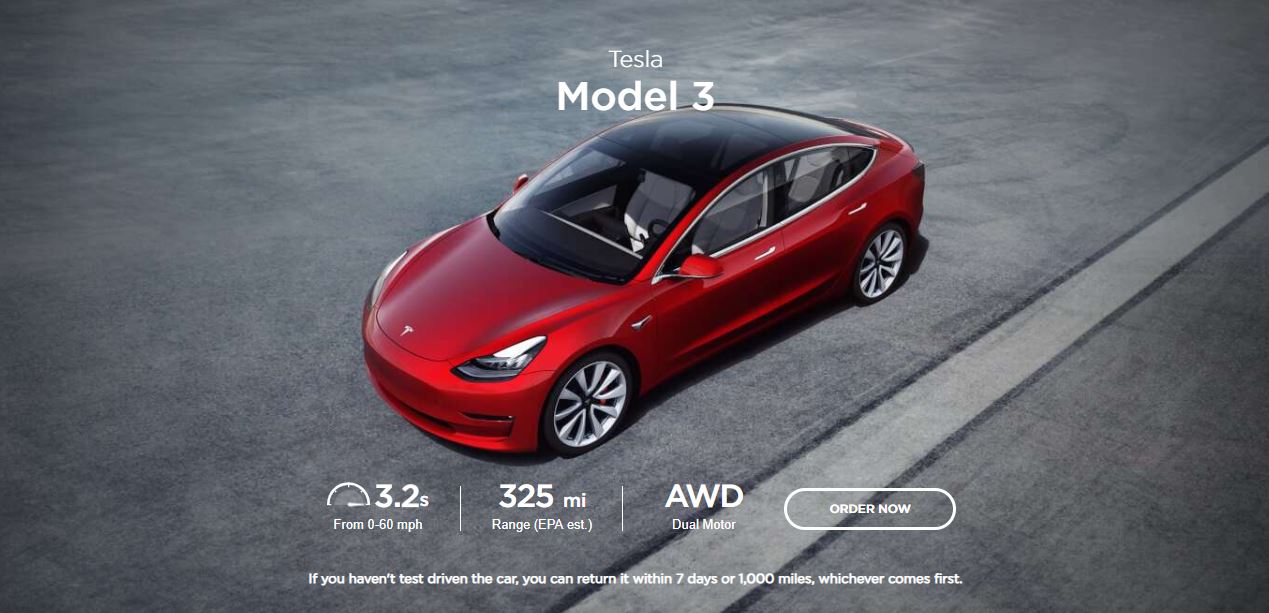 Tesla
Model 3
3.2s
From 0-60 mph
325 mi
Range (EPA est.)
AWD
Dual Motor
ORDER NOW
If you haven't test driven the car, you can return it within 7 days or 1,000 miles, whichever comes first.